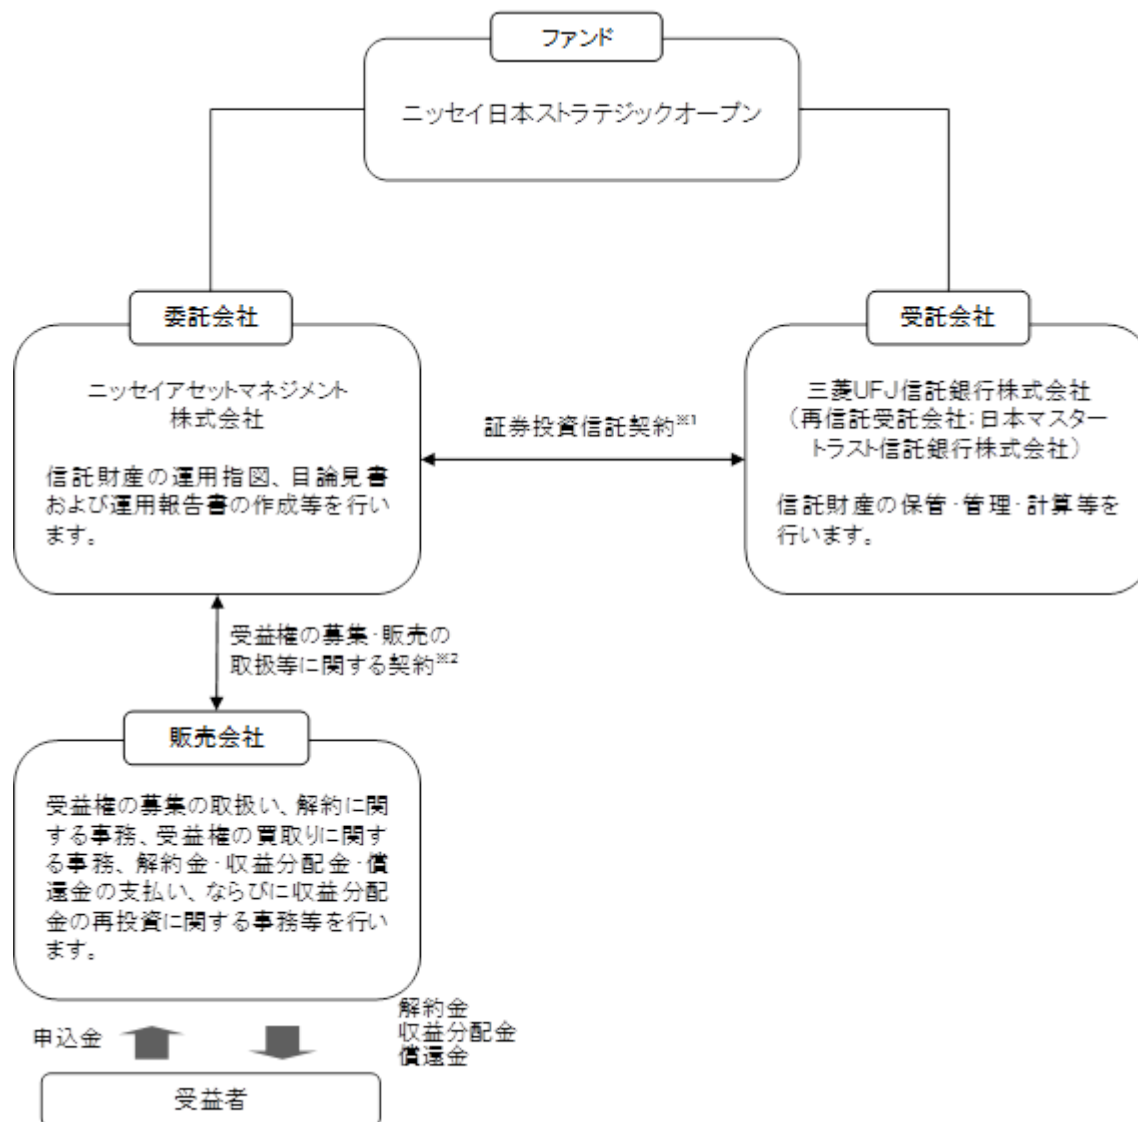 ファンド
ニッセイ日本ストラテジックオープン
委託会社
ニッセイアセットマネジメント
株式会社
信託財産の運用指図、目論見書
および運用報告書の作成等を行い
ます。
証券投資信託契約※1
受託会社
三菱UFJ信託銀行株式会社
(再信託受託会社:日本マスター
トラスト信託銀行株式会社)
信託財産の保管・管理・計算等を
行います。
受益権の募集・販売の
取扱等に関する契約※2
販売会社
受益権の募集の取扱い、解約に関
する事務、受益権の買取りに関す
る事務、解約金・収益分配金・償
還金の支払い、ならびに収益分配
金の再投資に関する事務等を行い
ます。
申込金
解約金
収益分配金
償還金
受益者